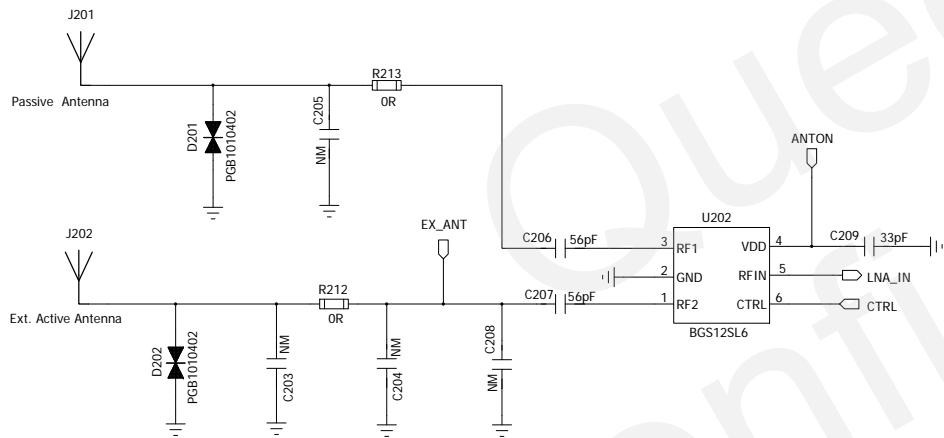 J201
Passive Antenna
D201
PGB1010402
C205
NM
R213
0R
ANTON
J202
Ext. Active Antenna
D202
PGB1010402
NM
C203
R212
0R
NM
C204
EX_ANT
C208
NM
C206
56pF
C207
56pF
U202
3
RF1
2
GND
1
RF2
VDD
4
RFIN
5
CTRL
6
BGS12SL6
C209
33pF
LNA_IN
CTRL